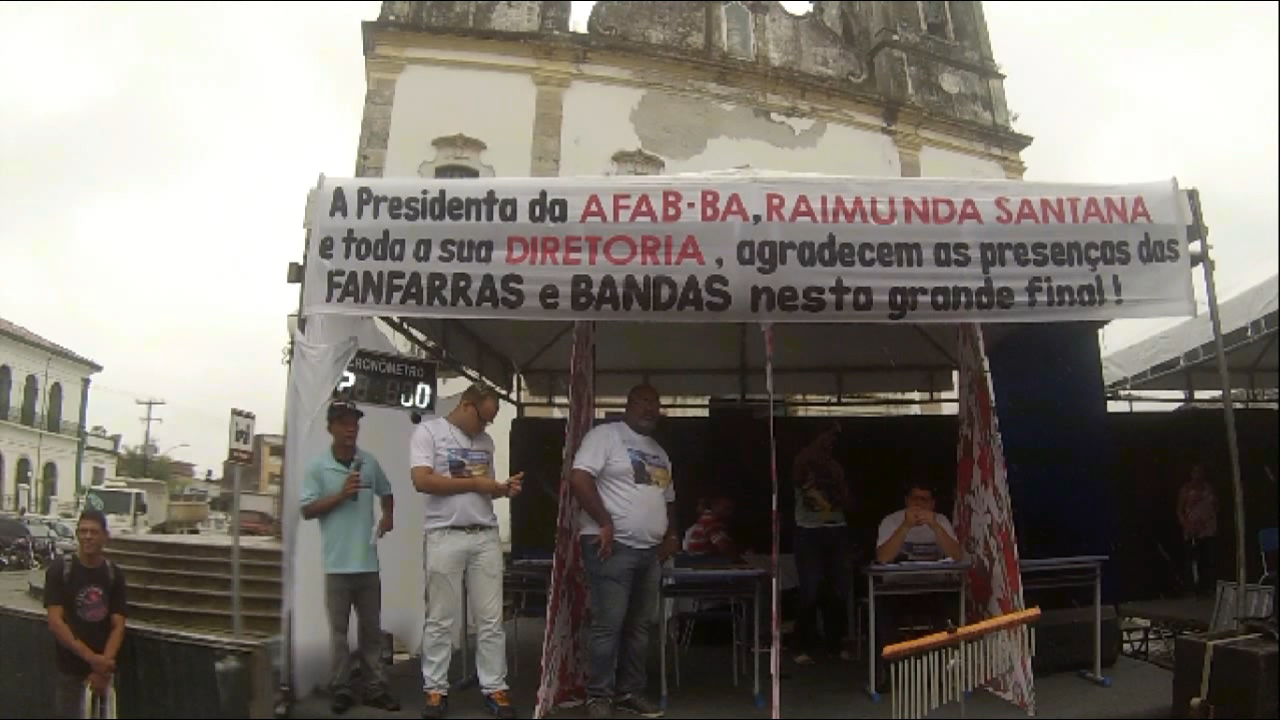 A Presidenta da AFAB-BA, RAIMUNDA SANTANA
e toda a sua DIRETORIA, agradecem as presenças das
FANFARRAS e BANDAS nesta grande final!
CRONOMETRO